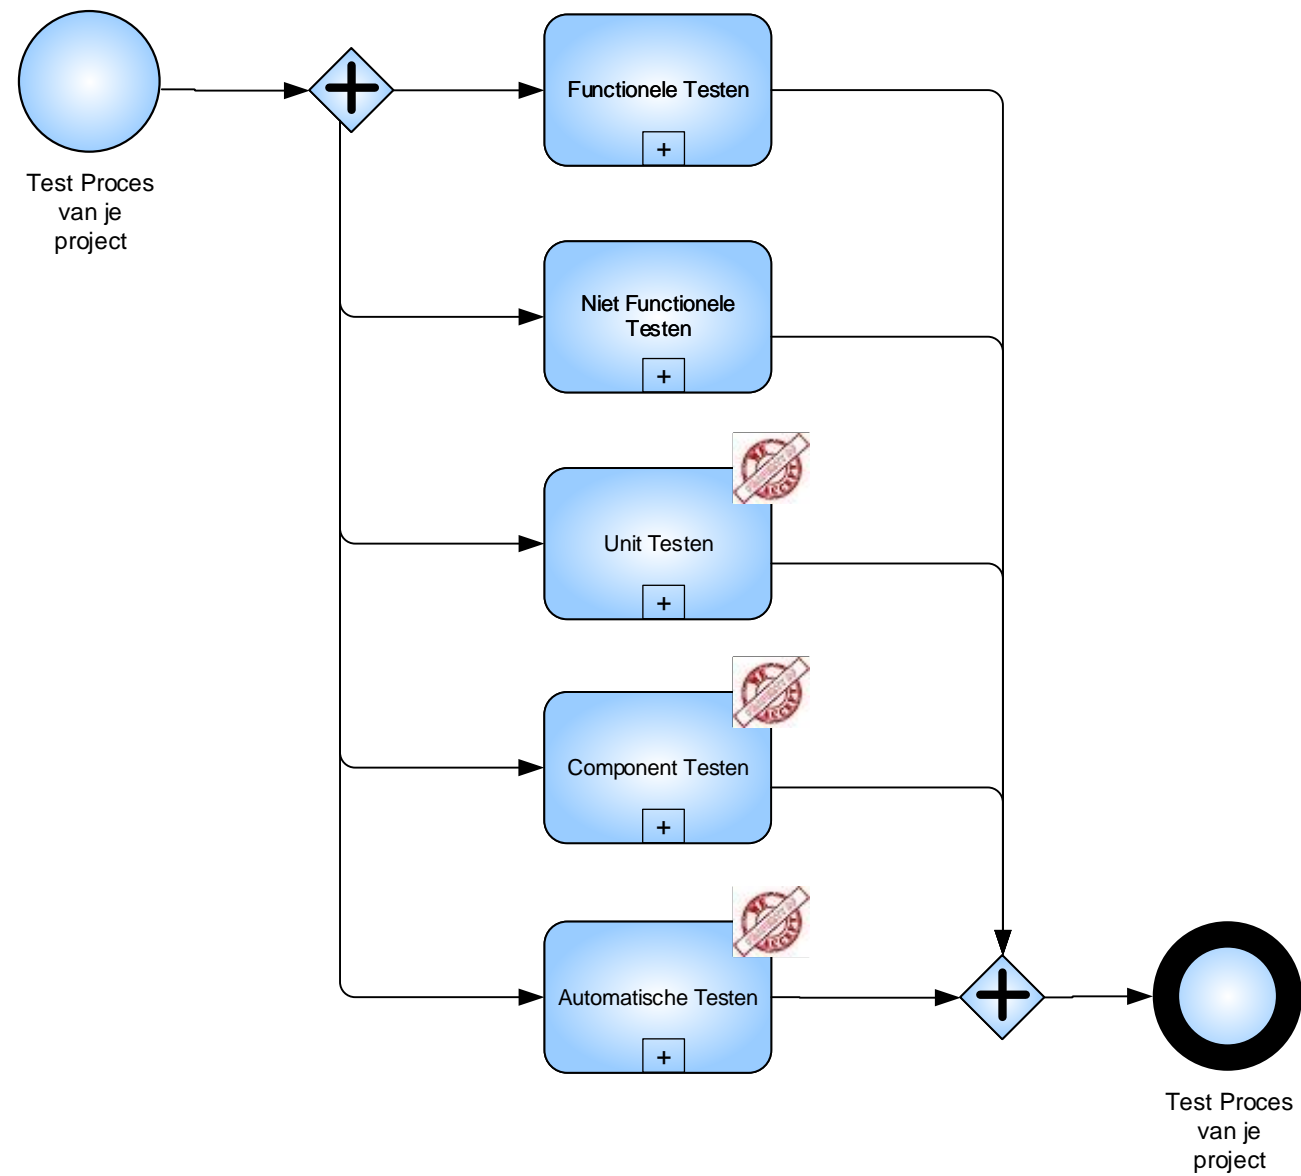 Test Proces
van je
project
Functionele Testen
+
Niet Functionele
Testen
+
Unit Testen
+
Component Testen
+
Automatische Testen
+
Test Proces
van je
project